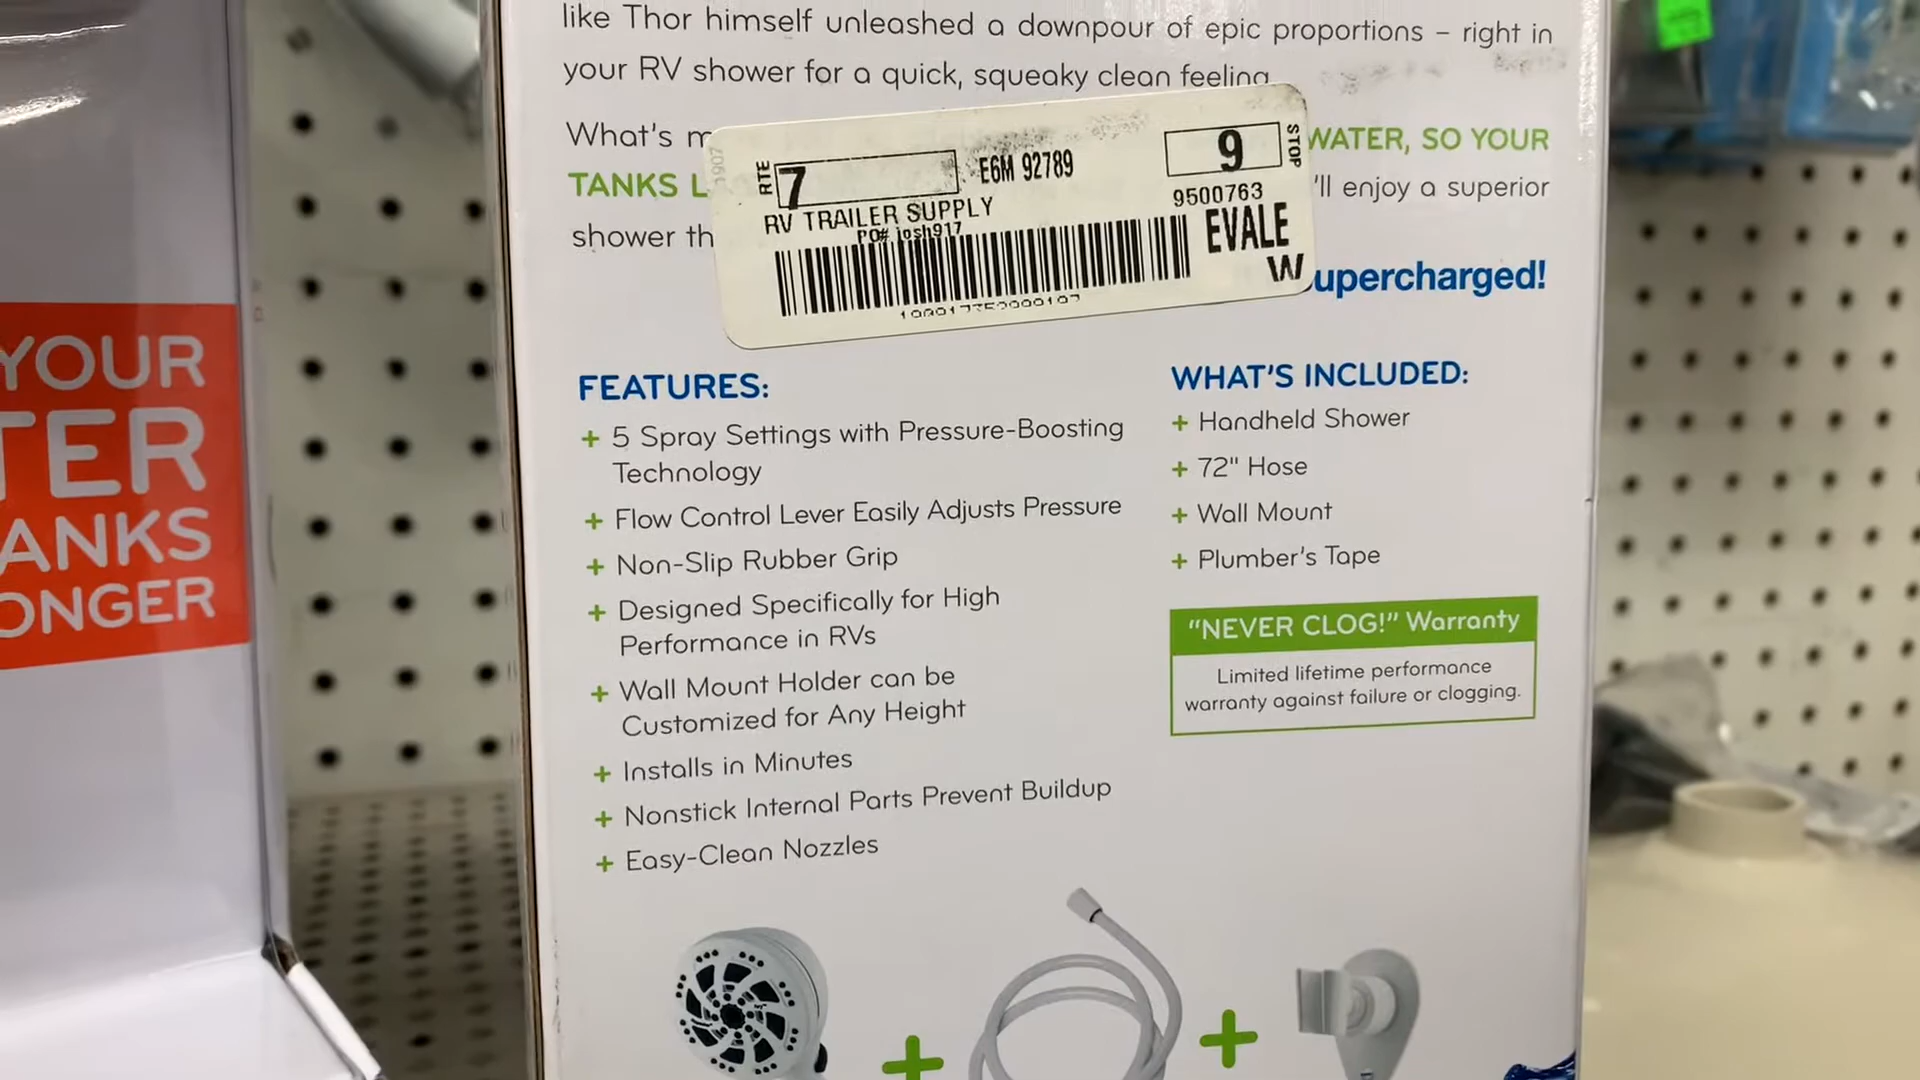 like Thor himself unleashed a downpour of epic proportions – right in
your RV shower for a quick, squeaky clean feeling
What's m
WATER, SO YOUR
TANKS L
'll enjoy a superior
shower th
upercharged!
1907
RTE 7 E6M 92789 9 STOP
9500763
RV TRAILER SUPPLY
PO# josh917
EVALE
W
FEATURES:
+ 5 Spray Settings with Pressure-Boosting
Technology
+ Flow Control Lever Easily Adjusts Pressure
+ Non-Slip Rubber Grip
+ Designed Specifically for High
Performance in RVs
+ Wall Mount Holder can be
Customized for Any Height
+ Installs in Minutes
+ Nonstick Internal Parts Prevent Buildup
+ Easy-Clean Nozzles
WHAT'S INCLUDED:
+ Handheld Shower
+ 72" Hose
+ Wall Mount
+ Plumber's Tape
"NEVER CLOG!" Warranty
Limited lifetime performance
warranty against failure or clogging.
+ +
YOUR
TER
ANKS
ONGER